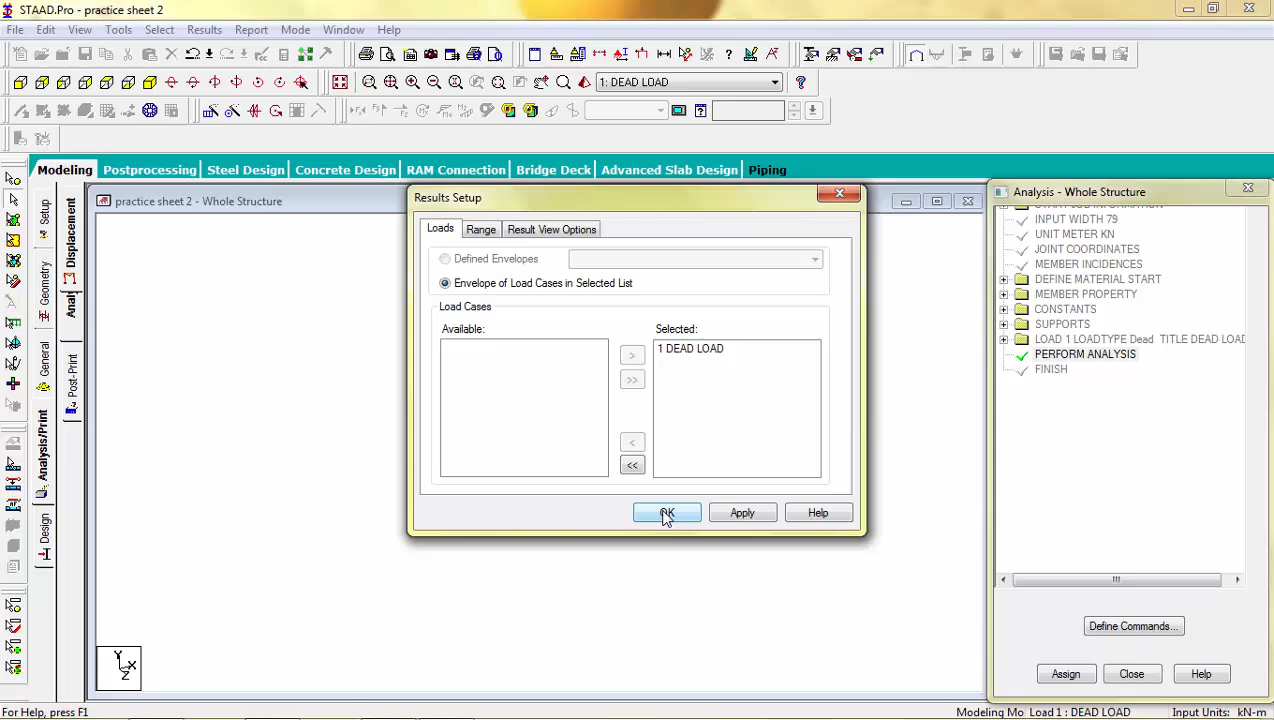 STAAD.Pro - practice sheet 2
File Edit View Tools Select Results Report Mode Window Help
1: DEAD LOAD
Modeling Postprocessing Steel Design Concrete Design RAM Connection Bridge Deck Advanced Slab Design Piping
practice sheet 2 - Whole Structure
Setup
Geometry
General
Analysis/Print
Design
Displacement
Anal
Post-Print
Results Setup
Loads Range Result View Options
Defined Envelopes
Envelope of Load Cases in Selected List
Load Cases
Available: Selected:
1 DEAD LOAD
>
>>
<
<<
OK Apply Help
Analysis - Whole Structure
START JOB INFORMATION
INPUT WIDTH 79
UNIT METER KN
JOINT COORDINATES
MEMBER INCIDENCES
DEFINE MATERIAL START
MEMBER PROPERTY
CONSTANTS
SUPPORTS
LOAD 1 LOADTYPE Dead TITLE DEAD LOAD
PERFORM ANALYSIS
FINISH
Define Commands...
Assign Close Help
Y
X
Z
For Help, press F1
Modeling Mo Load 1 : DEAD LOAD Input Units: kN-m